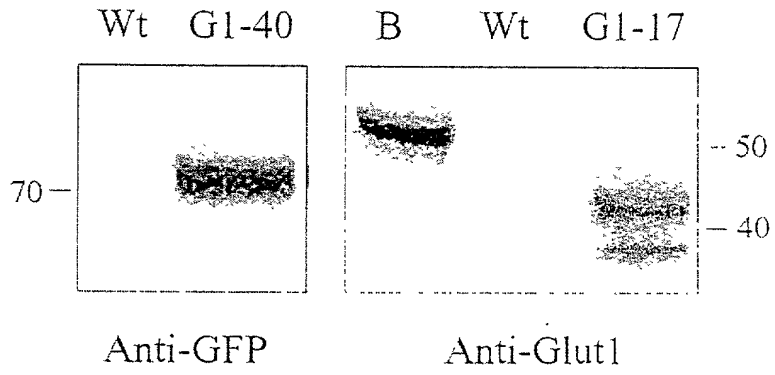 Wt G1-40 B Wt G1-17
70 –
-- 50
– 40
Anti-GFP Anti-Glut1